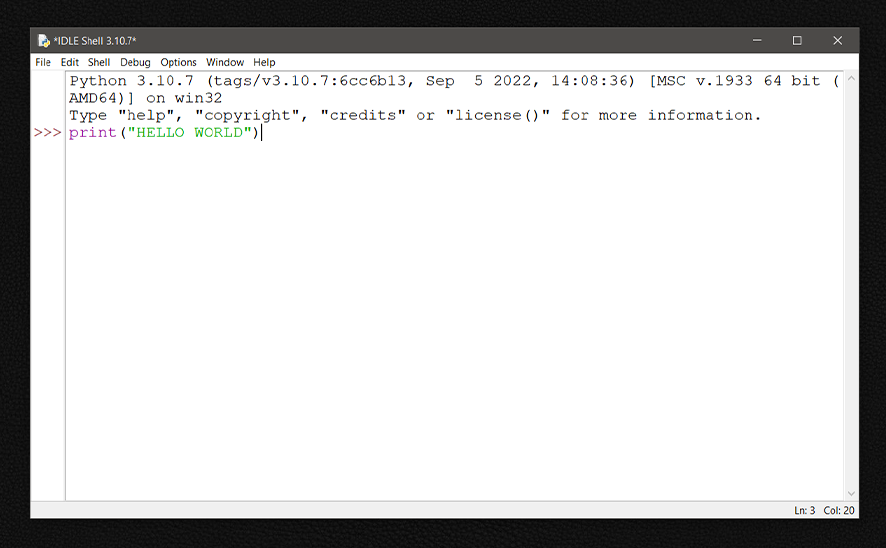 *IDLE Shell 3.10.7*
File Edit Shell Debug Options Window Help
Python 3.10.7 (tags/v3.10.7:6cc6b13, Sep  5 2022, 14:08:36) [MSC v.1933 64 bit (
AMD64)] on win32
Type "help", "copyright", "credits" or "license()" for more information.
>>> print("HELLO WORLD")
Ln: 3 Col: 20